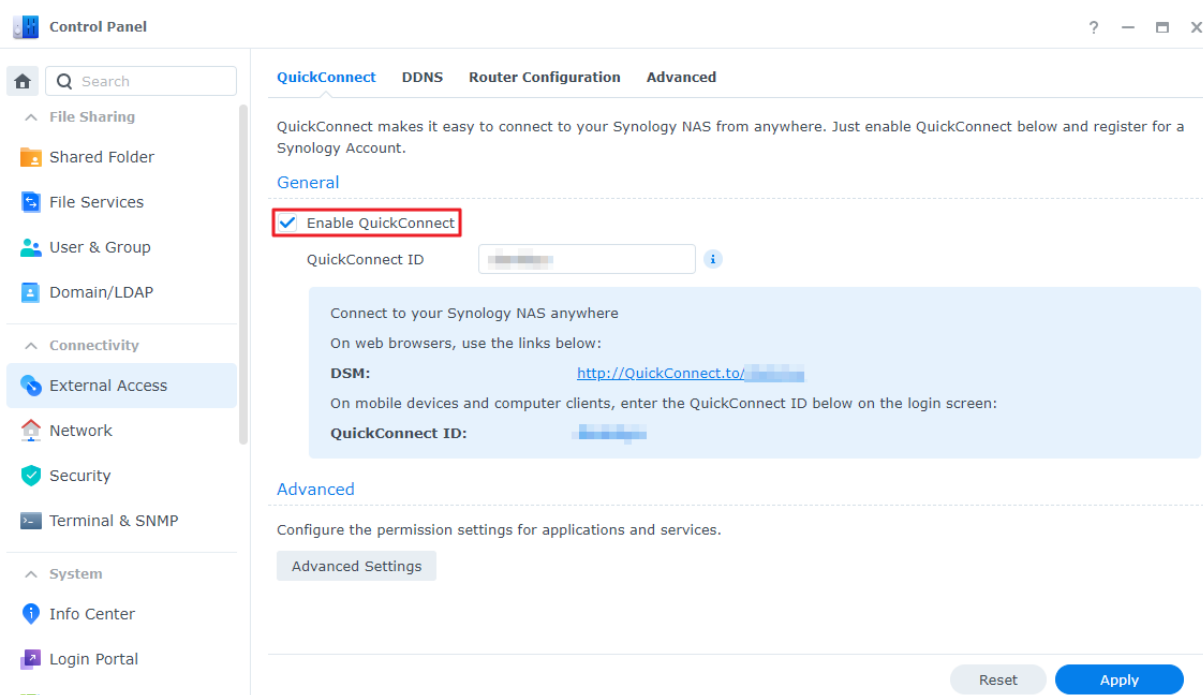 Control Panel
?
Search
File Sharing
Shared Folder
File Services
User & Group
Domain/LDAP
Connectivity
External Access
Network
Security
Terminal & SNMP
System
Info Center
Login Portal
QuickConnect DDNS Router Configuration Advanced
QuickConnect makes it easy to connect to your Synology NAS from anywhere. Just enable QuickConnect below and register for a
Synology Account.
General
Enable QuickConnect
QuickConnect ID
Connect to your Synology NAS anywhere
On web browsers, use the links below:
DSM: http://QuickConnect.to/
On mobile devices and computer clients, enter the QuickConnect ID below on the login screen:
QuickConnect ID:
Advanced
Configure the permission settings for applications and services.
Advanced Settings
Reset Apply